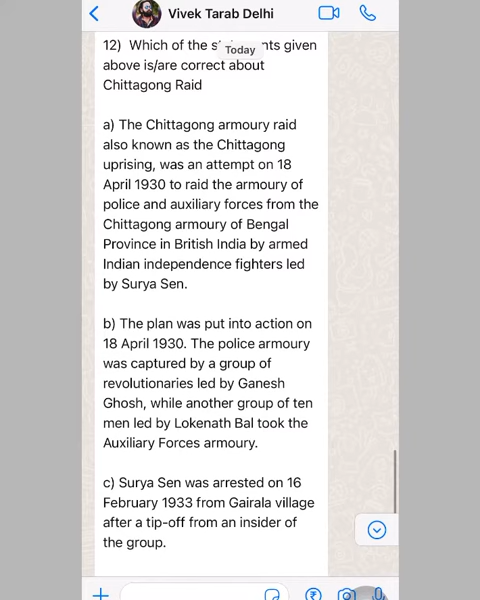 Vivek Tarab Delhi
12) Which of the nts given
Today
above is/are correct about
Chittagong Raid
a) The Chittagong armoury raid
also known as the Chittagong
uprising, was an attempt on 18
April 1930 to raid the armoury of
police and auxiliary forces from the
Chittagong armoury of Bengal
Province in British India by armed
Indian independence fighters led
by Surya Sen.
b) The plan was put into action on
18 April 1930. The police armoury
was captured by a group of
revolutionaries led by Ganesh
Ghosh, while another group of ten
men led by Lokenath Bal took the
Auxiliary Forces armoury.
c) Surya Sen was arrested on 16
February 1933 from Gairala village
after a tip-off from an insider of
the group.